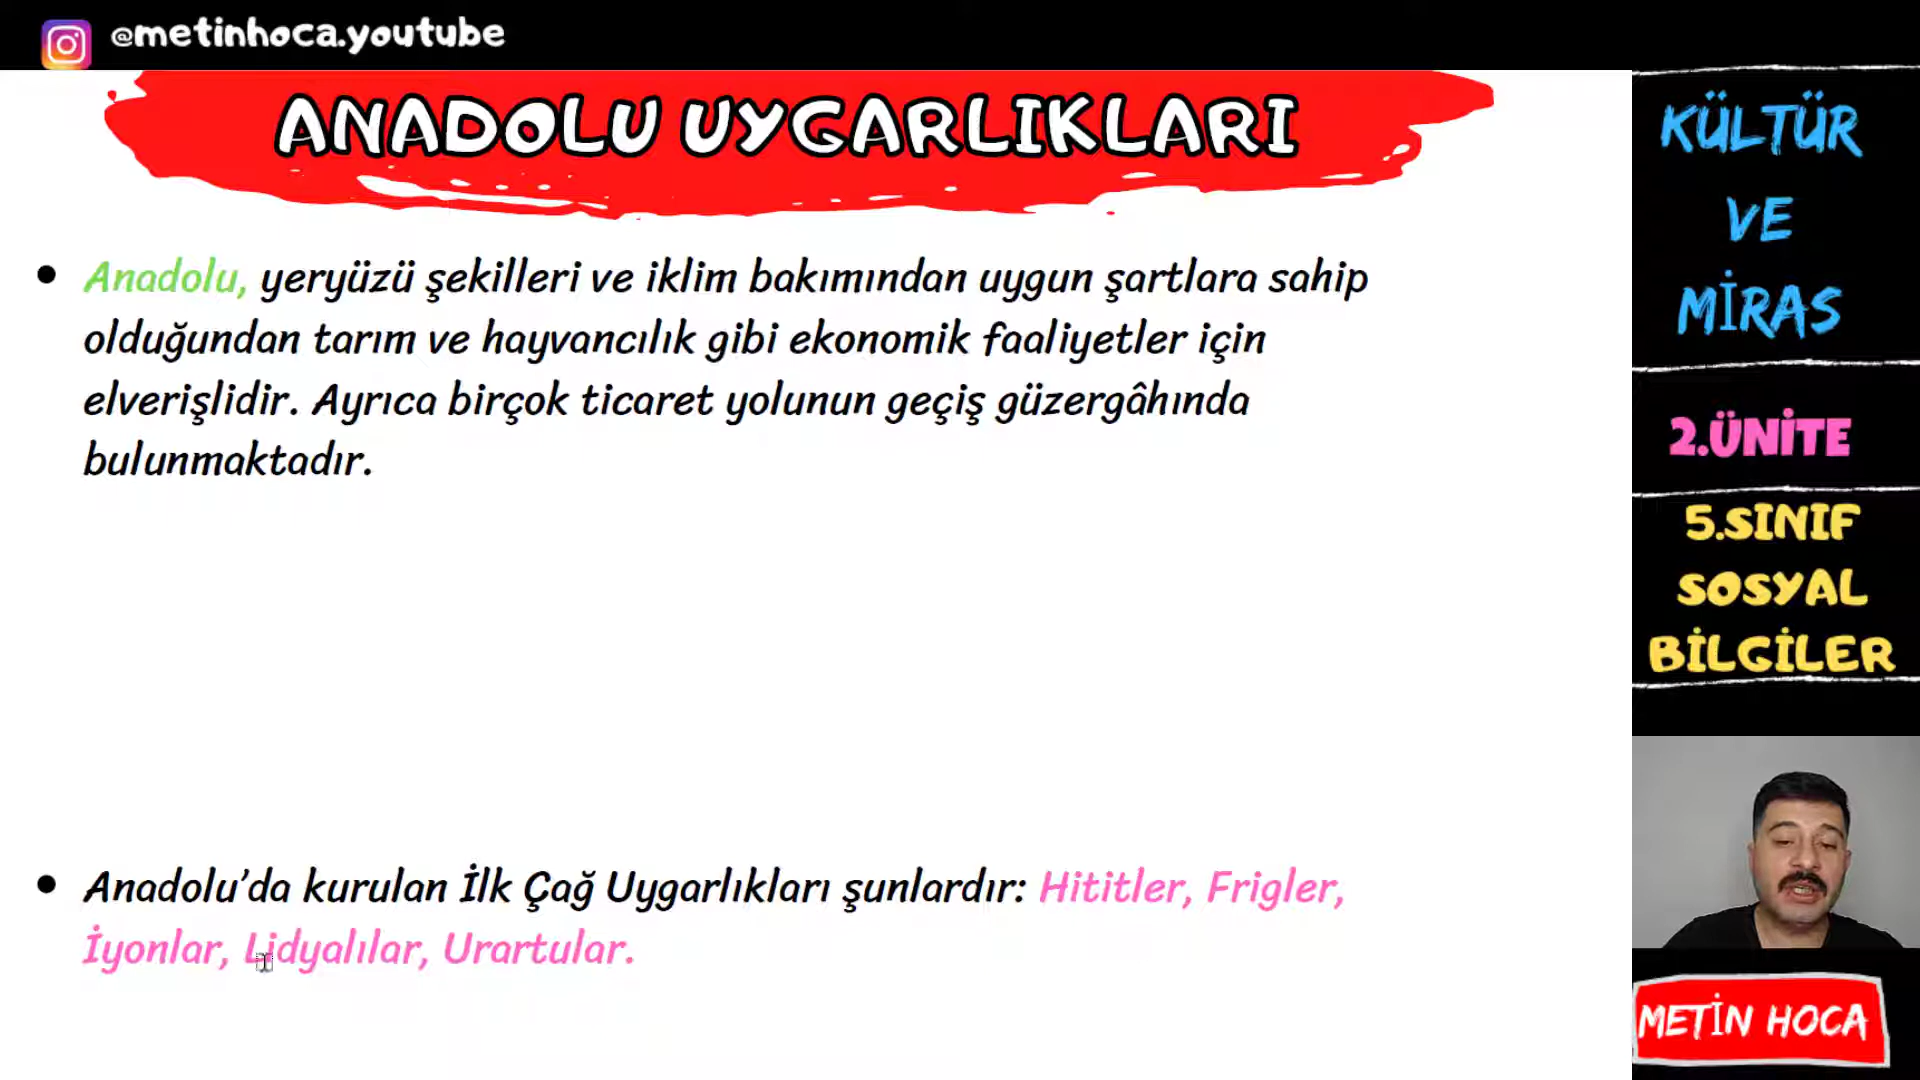 @metinhoca.youtube
ANADOLU UYGARLIKLARI
• Anadolu, yeryüzü şekilleri ve iklim bakımından uygun şartlara sahip
olduğundan tarım ve hayvancılık gibi ekonomik faaliyetler için
elverişlidir. Ayrıca birçok ticaret yolunun geçiş güzergâhında
bulunmaktadır.
• Anadolu’da kurulan İlk Çağ Uygarlıkları şunlardır: Hititler, Frigler,
İyonlar, Lidyalılar, Urartular.
KÜLTÜR
VE
MİRAS
2.ÜNİTE
5.SINIF
SOSYAL
BİLGİLER
METİN HOCA